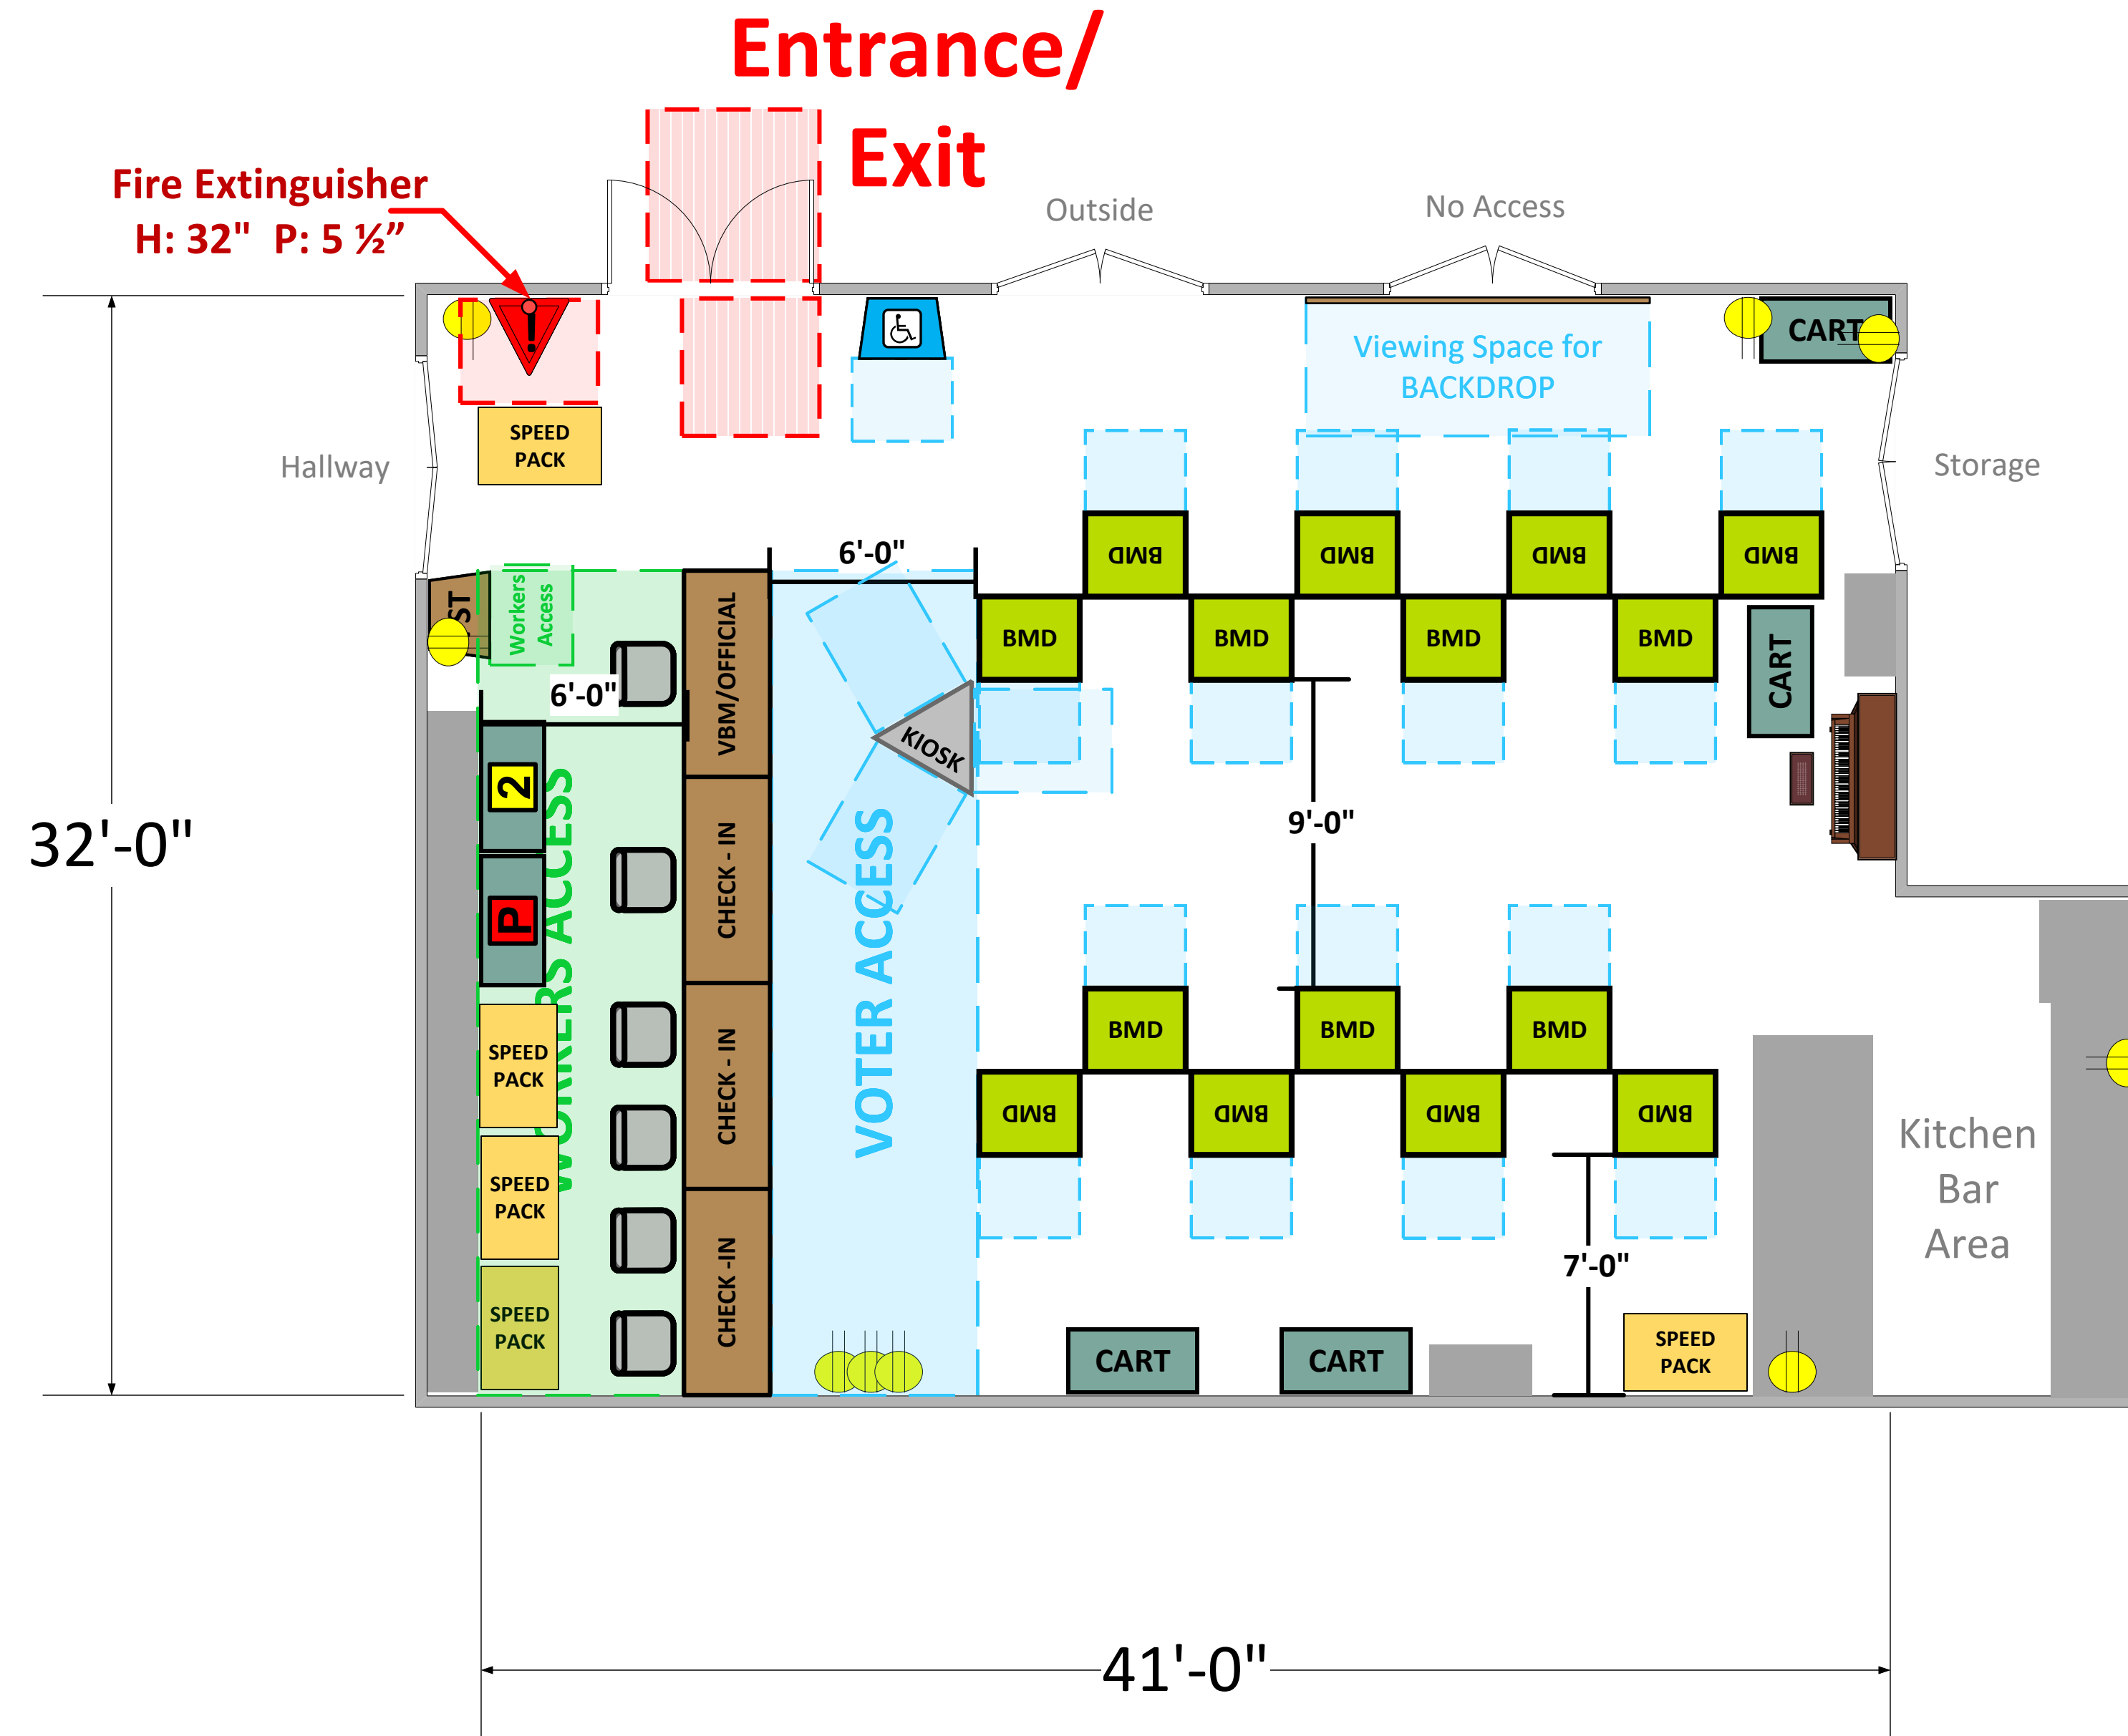 Entrance/
Exit
Fire Extinguisher
H: 32" P: 5 ½”
Outside
No Access
CART
Viewing Space for
BACKDROP
SPEED
PACK
Hallway
Storage
6'-0"
BMD
BMD
BMD
BMD
Workers
Access
BMD
BMD
BMD
BMD
6'-0"
VBM/OFFICIAL
KIOSK
CART
2
9'-0"
32'-0"
CHECK - IN
P
WORKERS ACCESS
VOTER ACCESS
BMD
BMD
BMD
SPEED
PACK
CHECK - IN
BMD
BMD
BMD
BMD
Kitchen
Bar
Area
SPEED
PACK
7'-0"
CHECK -IN
SPEED
PACK
CART
CART
SPEED
PACK
41'-0"